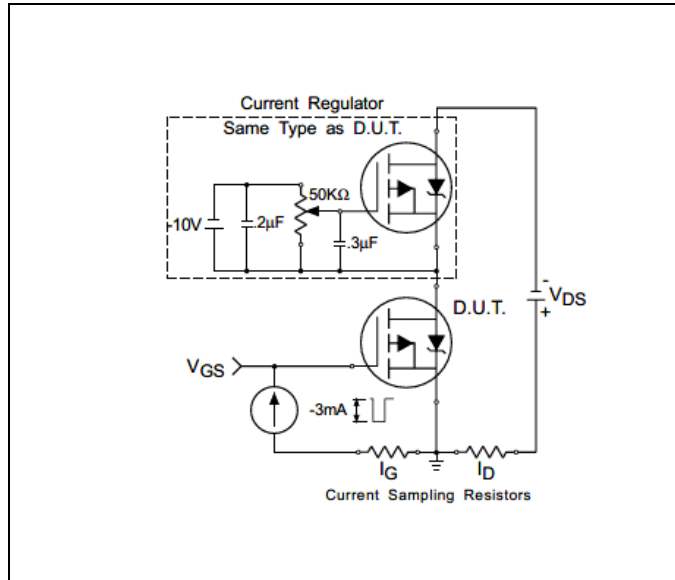 Current Regulator
Same Type as D.U.T.
50KΩ
-10V
.2μF
.3μF
D.U.T.
-
VDS
+
VGS
-3mA
IG
ID
Current Sampling Resistors